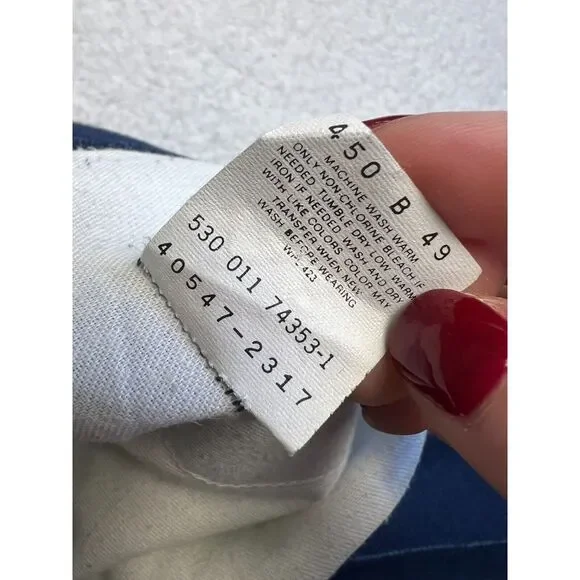 450 B 49
MACHINE WASH WARM
ONLY NON-CHLORINE BLEACH IF
NEEDED TUMBLE DRY LOW WARM
IRON IF NEEDED WASH AND DRY
WITH LIKE COLORS. COLOR MAY
TRANSFER WHEN NEW
WASH BEFORE WEARING
WPL 423
530 011 74353-1
40547-2317